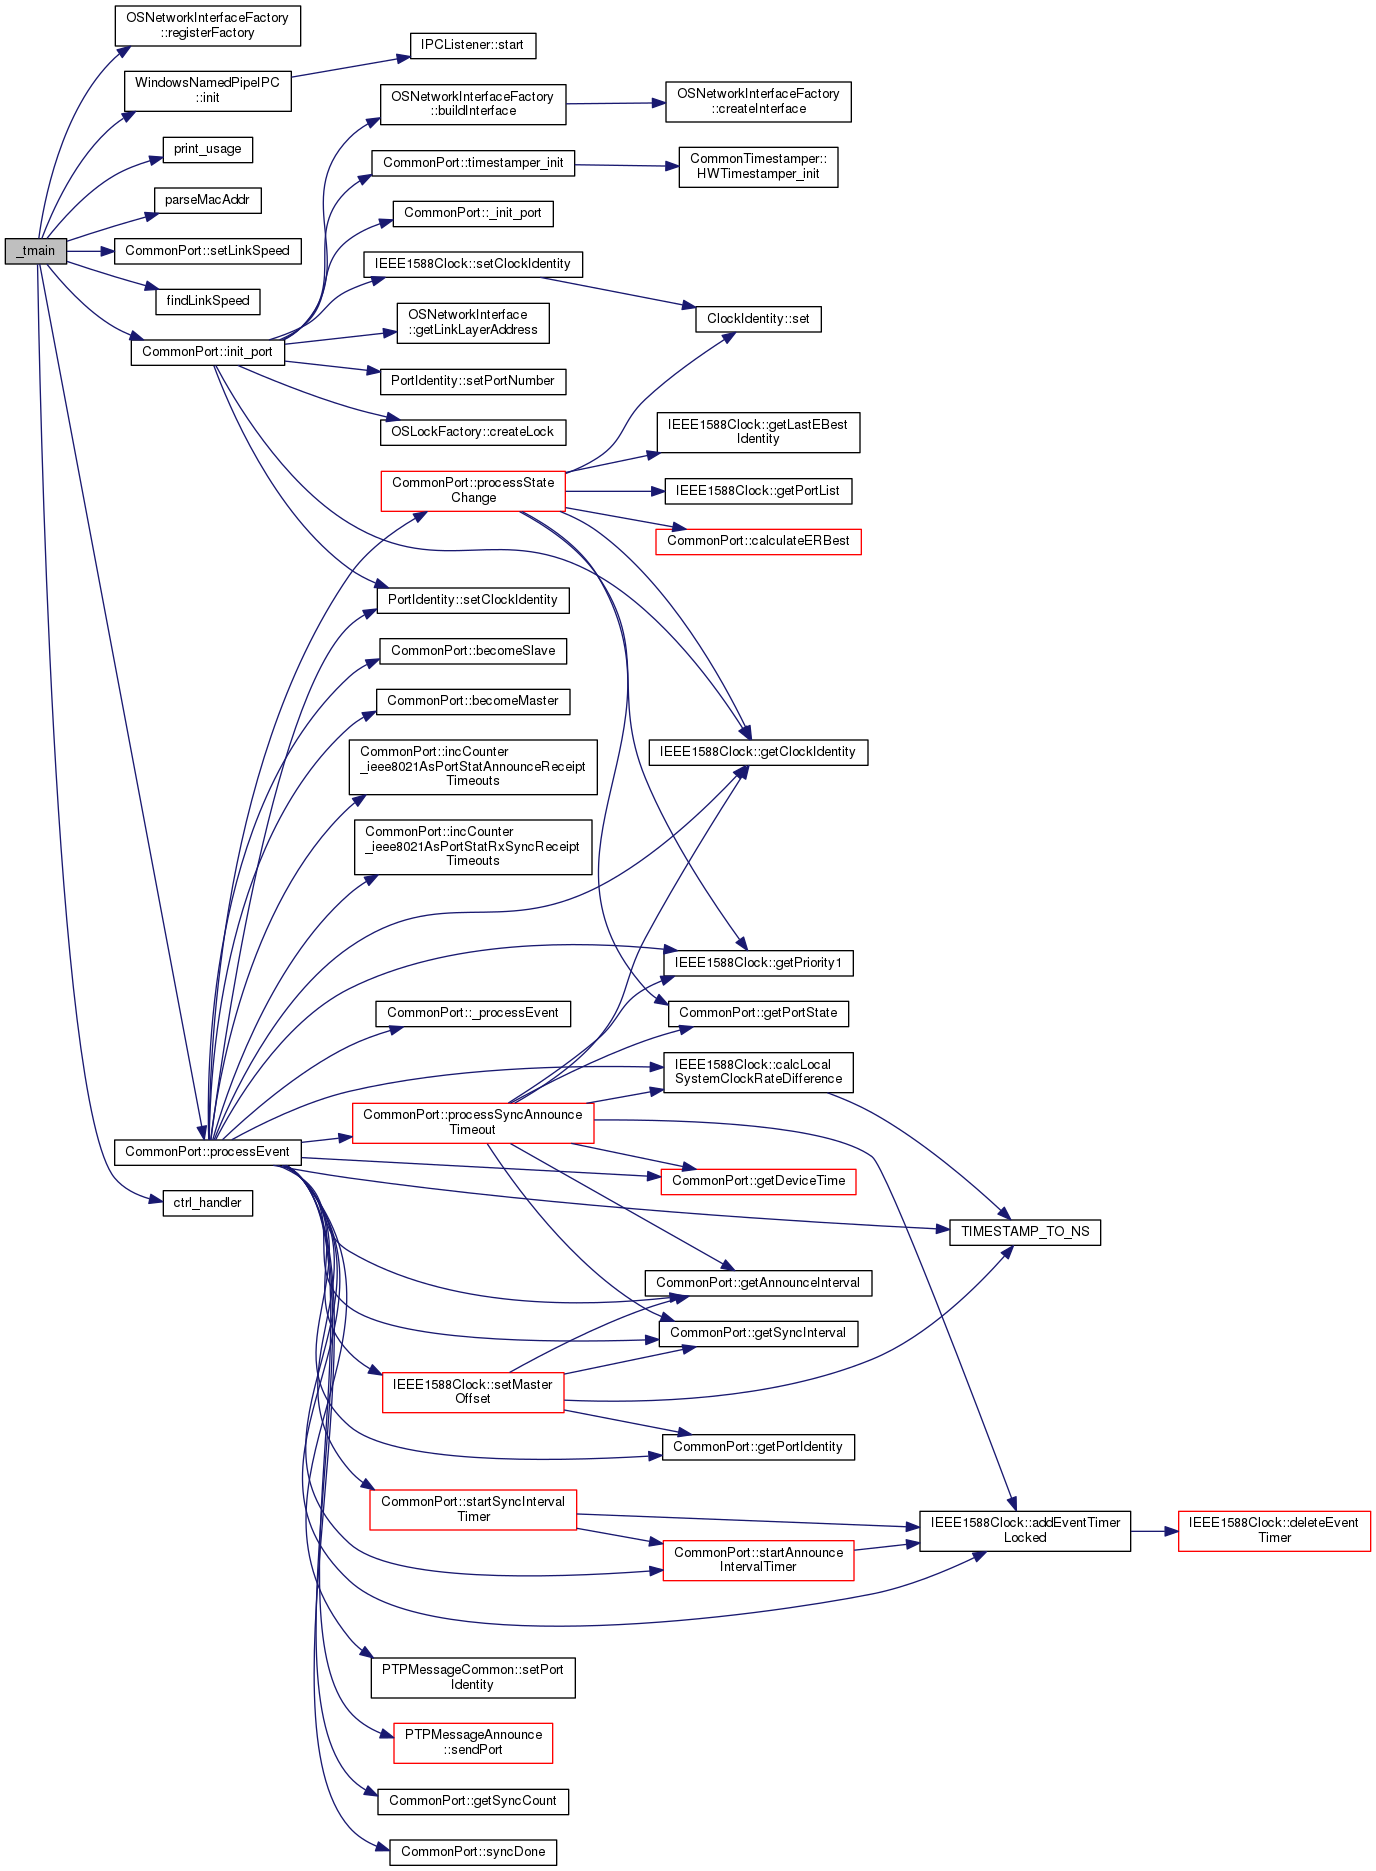 OSNetworkInterfaceFactory
::registerFactory
IPCListener::start
WindowsNamedPipeIPC
::init
OSNetworkInterfaceFactory
::buildInterface
OSNetworkInterfaceFactory
::createInterface
print_usage
CommonPort::timestamper_init
CommonTimestamper::
HWTimestamper_init
parseMacAddr
CommonPort::_init_port
_tmain
CommonPort::setLinkSpeed
IEEE1588Clock::setClockIdentity
findLinkSpeed
OSNetworkInterface
::getLinkLayerAddress
ClockIdentity::set
CommonPort::init_port
PortIdentity::setPortNumber
OSLockFactory::createLock
IEEE1588Clock::getLastEBest
Identity
CommonPort::processState
Change
IEEE1588Clock::getPortList
CommonPort::calculateERBest
PortIdentity::setClockIdentity
CommonPort::becomeSlave
CommonPort::becomeMaster
IEEE1588Clock::getClockIdentity
CommonPort::incCounter
_ieee8021AsPortStatAnnounceReceipt
Timeouts
CommonPort::incCounter
_ieee8021AsPortStatRxSyncReceipt
Timeouts
IEEE1588Clock::getPriority1
CommonPort::_processEvent
CommonPort::getPortState
IEEE1588Clock::calcLocal
SystemClockRateDifference
CommonPort::processSyncAnnounce
Timeout
CommonPort::processEvent
CommonPort::getDeviceTime
ctrl_handler
TIMESTAMP_TO_NS
CommonPort::getAnnounceInterval
CommonPort::getSyncInterval
IEEE1588Clock::setMaster
Offset
CommonPort::getPortIdentity
CommonPort::startSyncInterval
Timer
IEEE1588Clock::addEventTimer
Locked
IEEE1588Clock::deleteEvent
Timer
CommonPort::startAnnounce
IntervalTimer
PTPMessageCommon::setPort
Identity
PTPMessageAnnounce
::sendPort
CommonPort::getSyncCount
CommonPort::syncDone